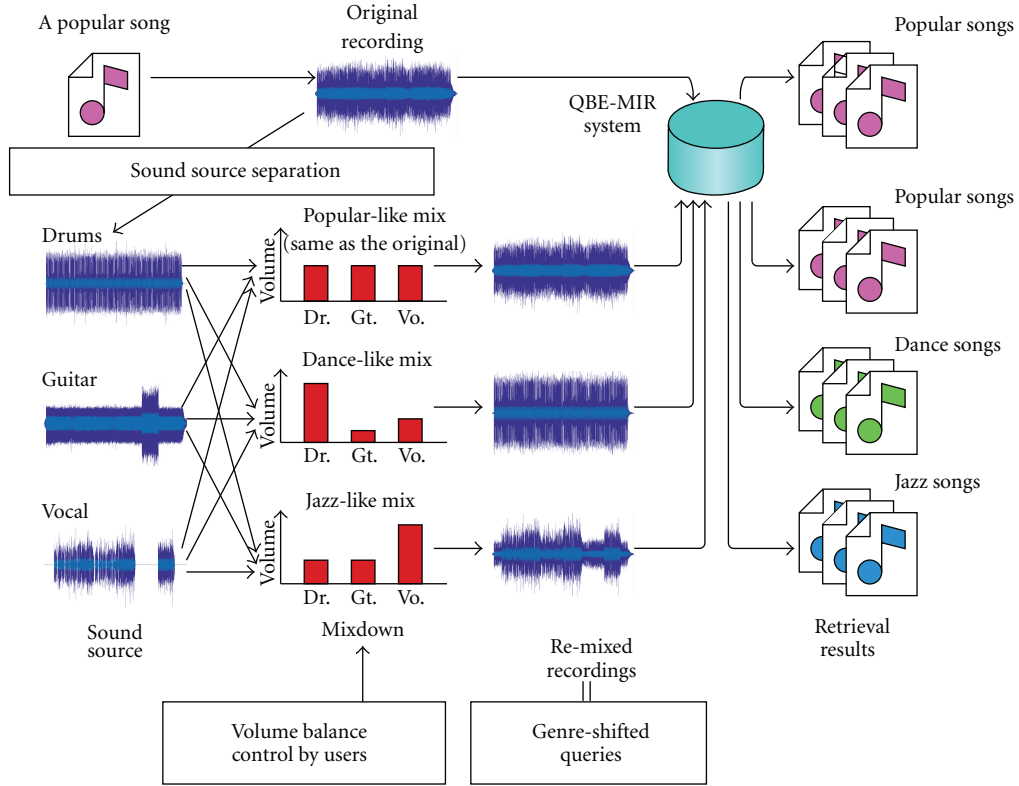 A popular song
Original
recording
Popular songs
QBE-MIR
system
Sound source separation
Drums
Popular-like mix
(same as the original)
Volume
Dr. Gt. Vo.
Popular songs
Guitar
Dance-like mix
Volume
Dr. Gt. Vo.
Dance songs
Vocal
Jazz-like mix
Volume
Dr. Gt. Vo.
Jazz songs
Sound
source
Mixdown
Re-mixed
recordings
Retrieval
results
Volume balance
control by users
Genre-shifted
queries